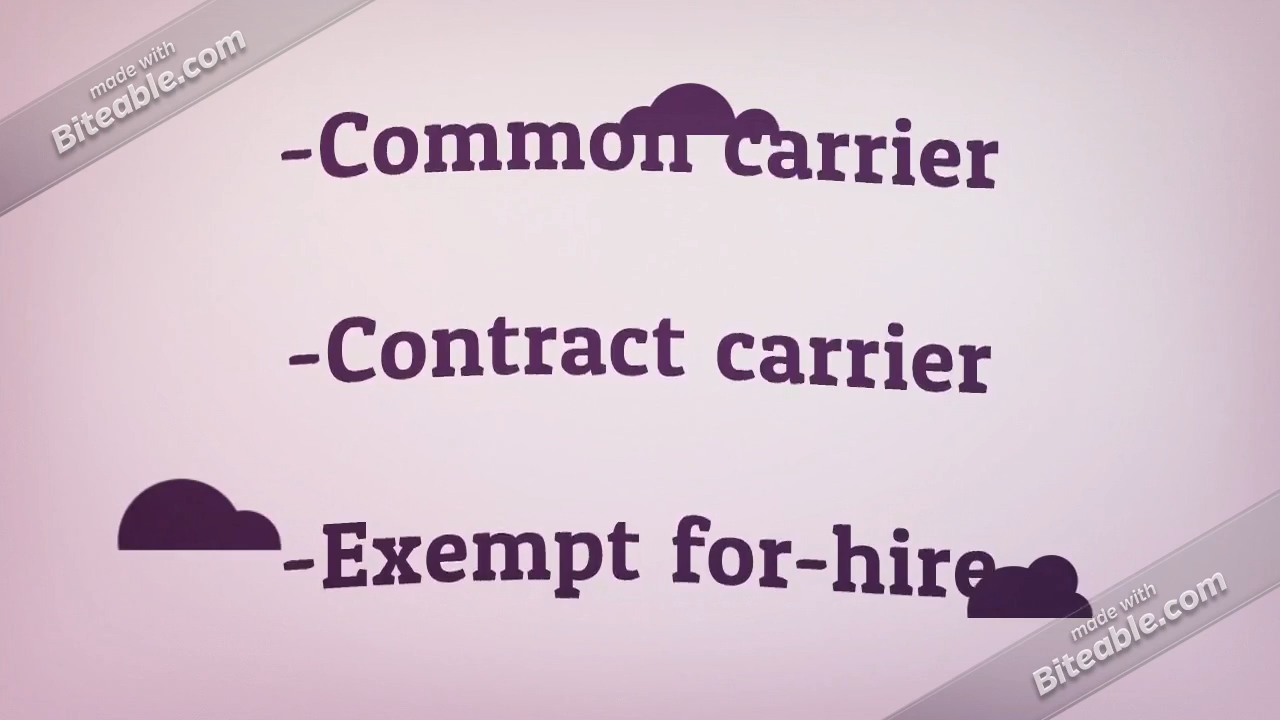 made with
Biteable.com
-Common carrier
-Contract carrier
-Exempt for-hire
made with
Biteable.com